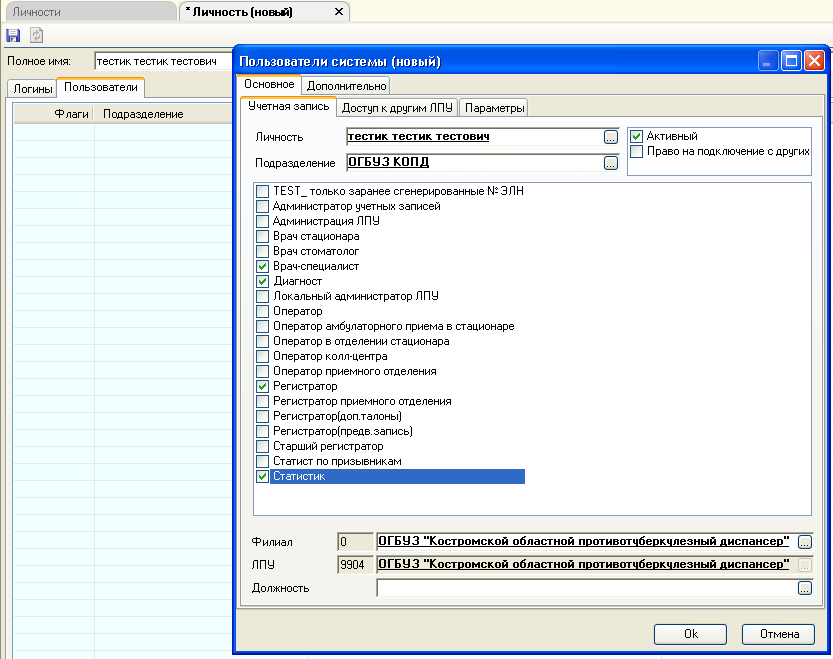 Личности
* Личность (новый)
Полное имя: тестик тестик тестович
Логины Пользователи
Флаги Подразделение
Пользователи системы (новый)
Основное Дополнительно
Учетная запись Доступ к другим ЛПУ Параметры
Личность тестик тестик тестович ...
Подразделение ОГБУЗ КОПД ...
Активный
Право на подключение с других
TEST_ только заранее сгенерированные № ЭЛН
Администратор учетных записей
Администрация ЛПУ
Врач стационара
Врач стоматолог
Врач-специалист
Диагност
Локальный администратор ЛПУ
Оператор
Оператор амбулаторного приема в стационаре
Оператор в отделении стационара
Оператор колл-центра
Оператор приемного отделения
Регистратор
Регистратор приемного отделения
Регистратор(доп.талоны)
Регистратор(предв.запись)
Старший регистратор
Статист по призывникам
Статистик
Филиал 0 ОГБУЗ "Костромской областной противотуберкулезный диспансер" ...
ЛПУ 9904 ОГБУЗ "Костромской областной противотуберкулезный диспансер" ...
Должность ...
Ok Отмена